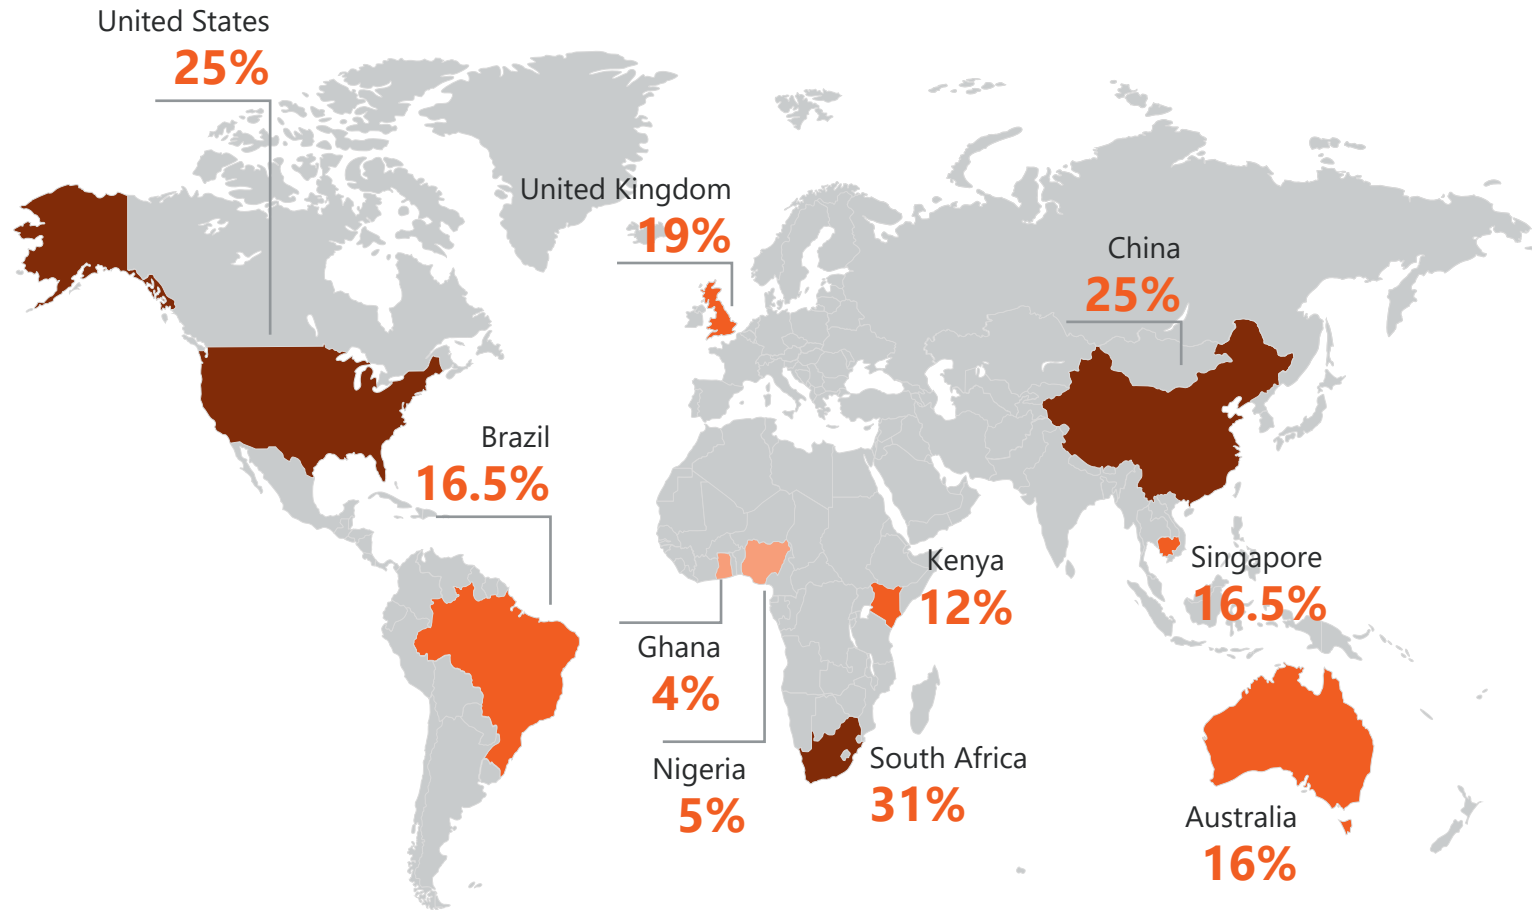 United States
25%
United Kingdom
19%
China
25%
Brazil
16.5%
Kenya
12%
Singapore
16.5%
Ghana
4%
Nigeria
5%
South Africa
31%
Australia
16%